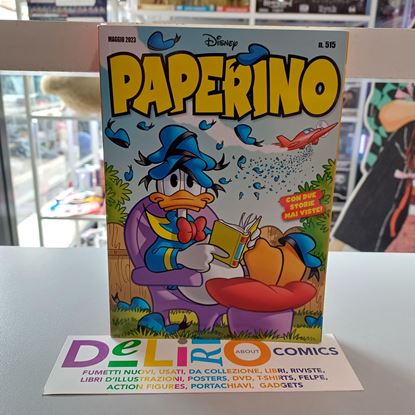 MAGGIO 2023
Disney
n. 515
PAPERINO
CON DUE
STORIE
MAI VISTE!
DeLiRIO ABOUT COMICS
FUMETTI NUOVI, USATI, DA COLLEZIONE, LIBRI, RIVISTE,
LIBRI D'ILLUSTRAZIONI, POSTERS, DVD, T-SHIRTS, FELPE,
ACTION FIGURES, PORTACHIAVI, GADGETS